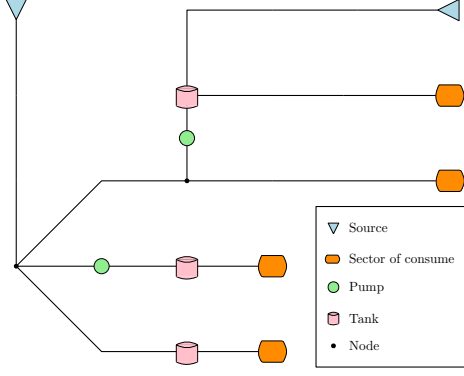 Source
Sector of consume
Pump
Tank
Node